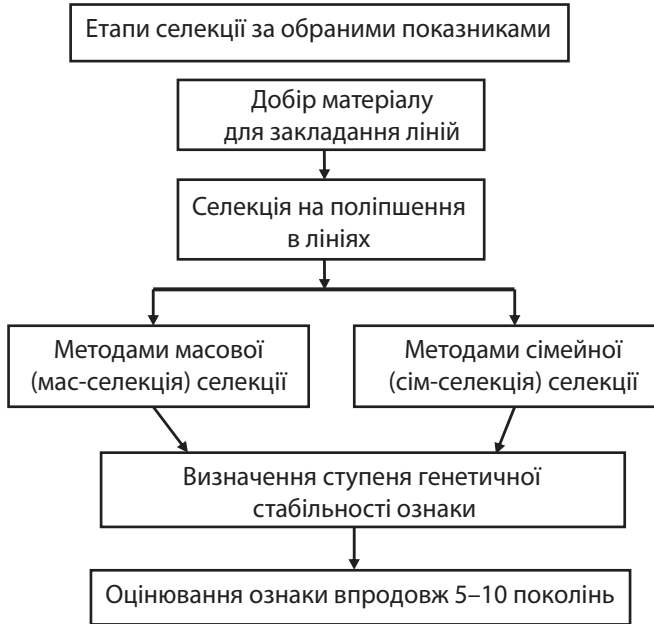 Етапи селекції за обраними показниками
Добір матеріалу
для закладання ліній
Селекція на поліпшення
в лініях
Методами масової
(мас-селекція) селекції
Методами сімейної
(сім-селекція) селекції
Визначення ступеня генетичної
стабільності ознаки
Оцінювання ознаки впродовж 5–10 поколінь